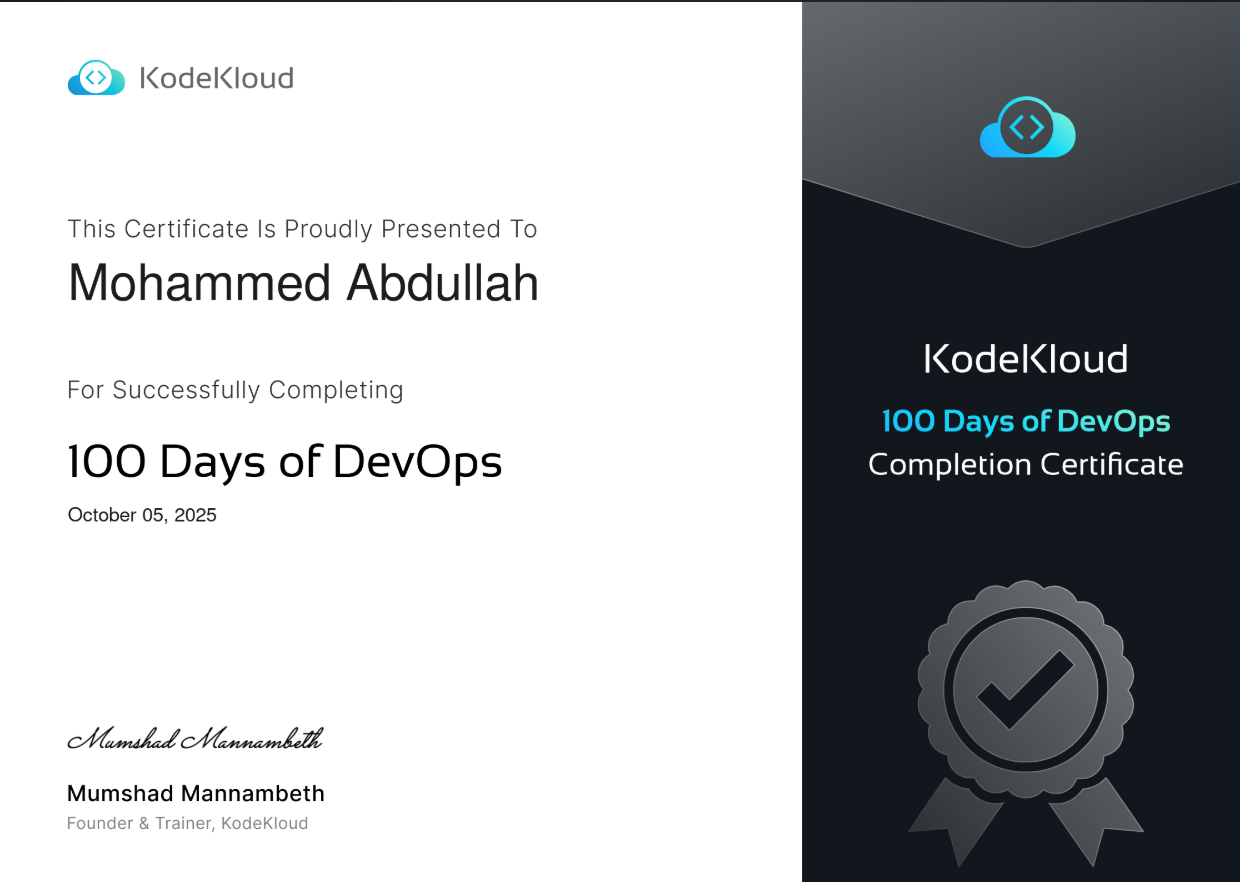 KodeKloud
This Certificate Is Proudly Presented To
Mohammed Abdullah
For Successfully Completing
100 Days of DevOps
October 05, 2025
Mumshad Mannambeth
Mumshad Mannambeth
Founder & Trainer, KodeKloud
KodeKloud
100 Days of DevOps
Completion Certificate